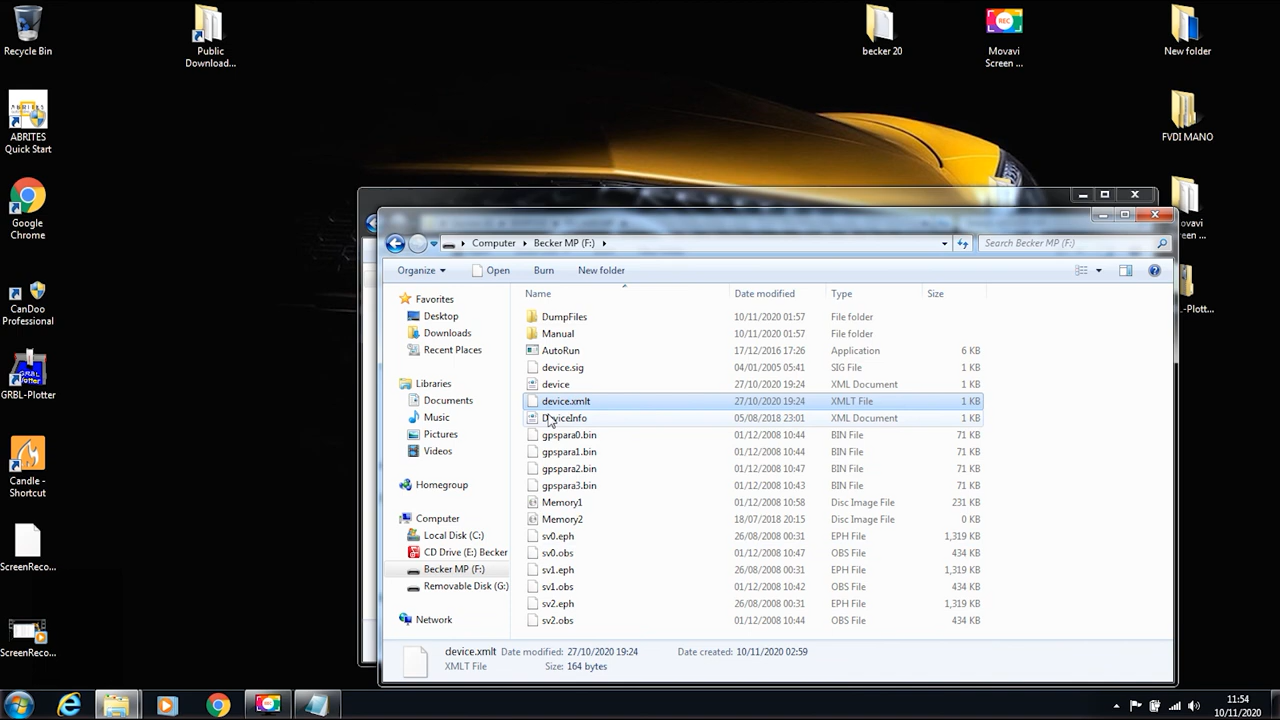 Recycle Bin
Public
Download...
becker 20
REC
Movavi
Screen ...
New folder
ABRITES
ABRITES
Quick Start
FVDI MANO
Google
Chrome
ovavi
een ...
CanDoo
Professional
-Plott...
GRBL-Plotter
Candle -
Shortcut
ScreenReco...
ScreenReco...
Computer
Becker MP (F:)
Search Becker MP (F:)
Organize
Open
Burn
New folder
Favorites
Desktop
Downloads
Recent Places
Libraries
Documents
Music
Pictures
Videos
Homegroup
Computer
Local Disk (C:)
CD Drive (E:) Becker
Becker MP (F:)
Removable Disk (G:)
Network
Name Date modified Type Size
DumpFiles 10/11/2020 01:57 File folder
Manual 10/11/2020 01:57 File folder
AutoRun 17/12/2016 17:26 Application 6 KB
device.sig 04/01/2005 05:41 SIG File 1 KB
device 27/10/2020 19:24 XML Document 1 KB
device.xmlt 27/10/2020 19:24 XMLT File 1 KB
DeviceInfo 05/08/2018 23:01 XML Document 1 KB
gpspara0.bin 01/12/2008 10:44 BIN File 71 KB
gpspara1.bin 01/12/2008 10:44 BIN File 71 KB
gpspara2.bin 01/12/2008 10:47 BIN File 71 KB
gpspara3.bin 01/12/2008 10:43 BIN File 71 KB
Memory1 01/12/2008 10:58 Disc Image File 231 KB
Memory2 18/07/2018 20:15 Disc Image File 0 KB
sv0.eph 26/08/2008 00:31 EPH File 1,319 KB
sv0.obs 01/12/2008 10:47 OBS File 434 KB
sv1.eph 26/08/2008 00:31 EPH File 1,319 KB
sv1.obs 01/12/2008 10:42 OBS File 434 KB
sv2.eph 26/08/2008 00:31 EPH File 1,319 KB
sv2.obs 01/12/2008 10:44 OBS File 434 KB
device.xmlt Date modified: 27/10/2020 19:24 Date created: 10/11/2020 02:59
XMLT File Size: 164 bytes
11:54
10/11/2020